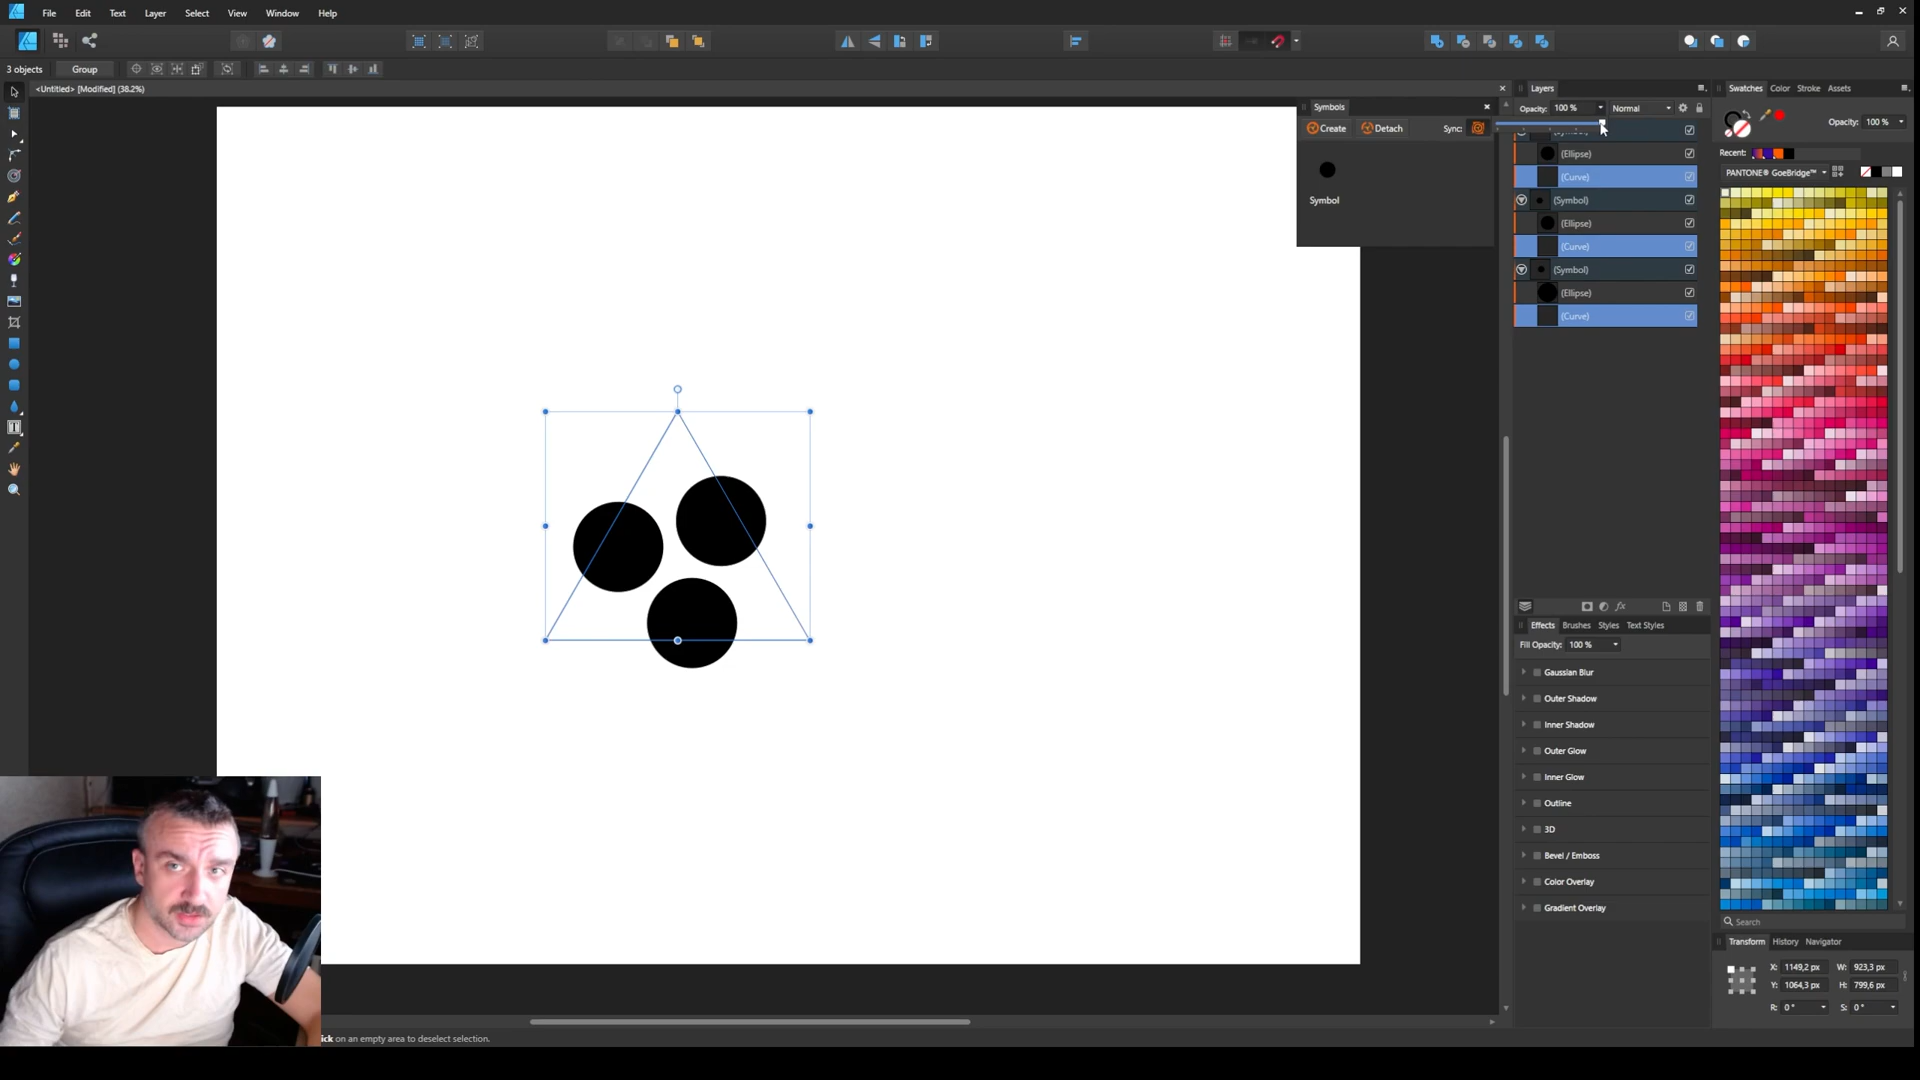 File Edit Text Layer Select View Window Help
3 objects Group
<Untitled> [Modified] (38.2%)
Symbols
Create Detach Sync:
Symbol
Layers
Opacity: 100 % Normal
(Ellipse)
(Curve)
(Symbol)
(Ellipse)
(Curve)
(Symbol)
(Ellipse)
(Curve)
Effects Brushes Styles Text Styles
Fill Opacity: 100 %
Gaussian Blur
Outer Shadow
Inner Shadow
Outer Glow
Inner Glow
Outline
3D
Bevel / Emboss
Color Overlay
Gradient Overlay
Swatches Color Stroke Assets
Opacity: 100 %
Recent:
PANTONE® GoeBridge™
Search
Transform History Navigator
X: 1149,2 px W: 923,3 px
Y: 1064,3 px H: 799,6 px
R: 0 ° S: 0 °
ick on an empty area to deselect selection.